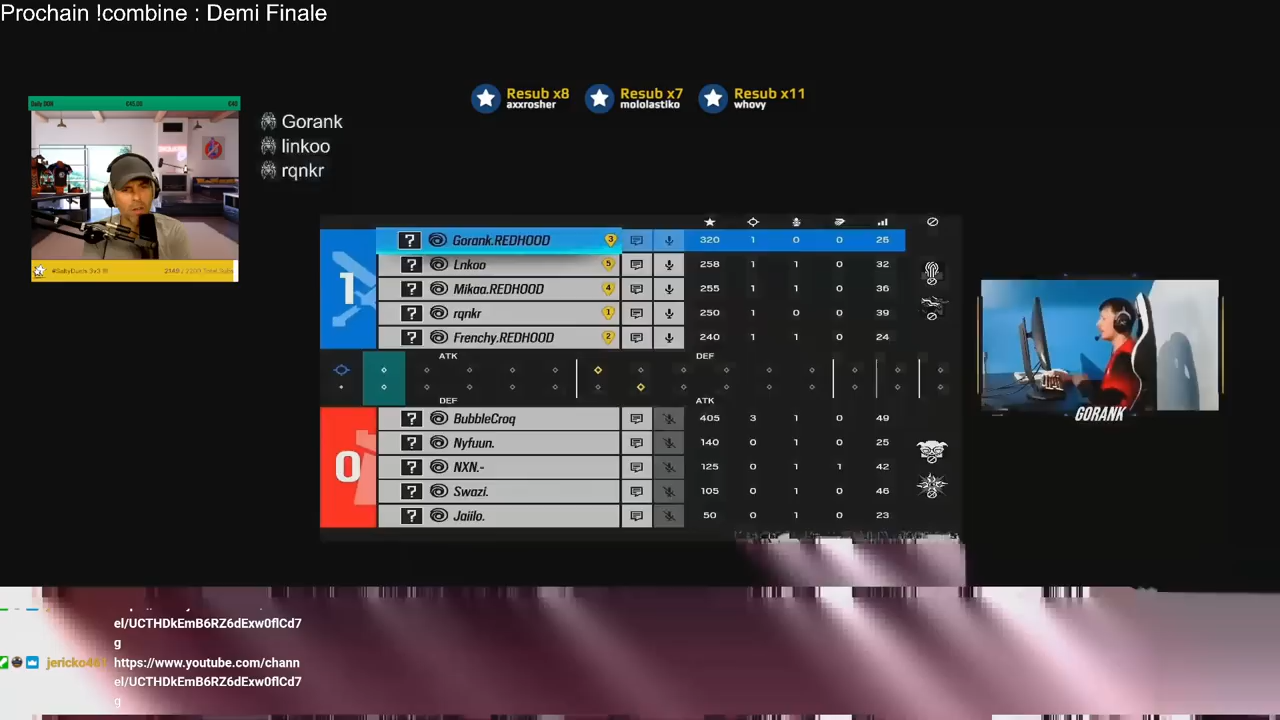 Prochain !combine : Demi Finale
Resub x8
axxrosher
Resub x7
mololastiko
Resub x11
whovy
Daily DON
Gorank
linkoo
rqnkr
#SaltyDuels 3v3 !!!
1
? Gorank.REDHOOD 3 320 1 0 0 26
? Lnkoo 5 258 1 1 0 32
? Mikaa.REDHOOD 4 255 1 1 0 36
? rqnkr 1 250 1 0 0 39
? Frenchy.REDHOOD 2 240 1 1 0 24
ATK DEF
DEF ATK
0
? BubbleCroq 405 3 1 0 49
? Nyfuun. 140 0 1 0 25
? NXN.- 125 0 1 1 42
? Swazi. 105 0 1 0 46
? Jaiilo. 50 0 1 0 23
GORANK
el/UCTHDkEmB6RZ6dExw0flCd7
g
https://www.youtube.com/chann
el/UCTHDkEmB6RZ6dExw0flCd7
g